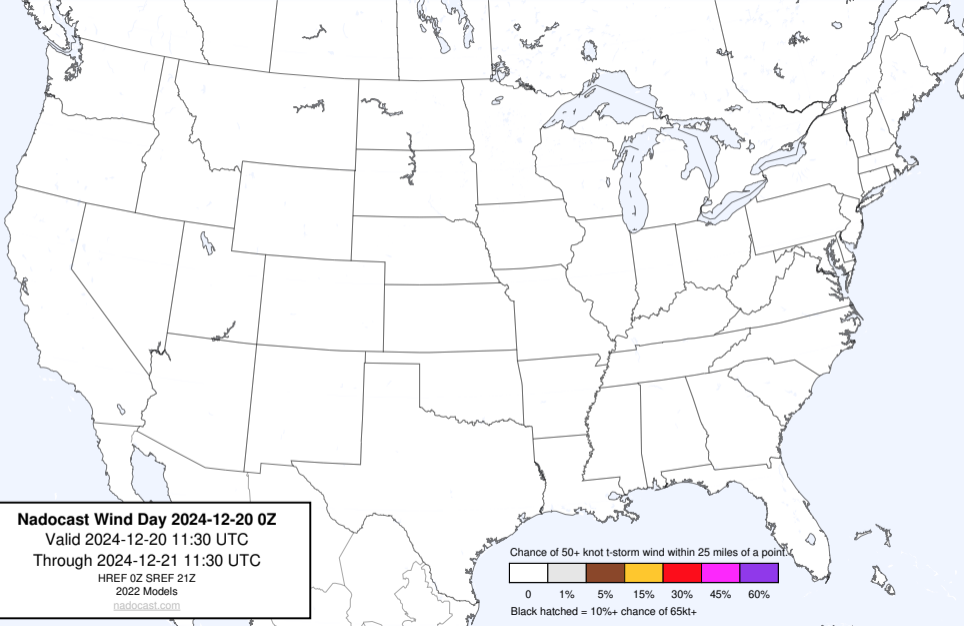 Nadocast Wind Day 2024-12-20 0Z
Valid 2024-12-20 11:30 UTC
Through 2024-12-21 11:30 UTC
HREF 0Z SREF 21Z
2022 Models
nadocast.com
Chance of 50+ knot t-storm wind within 25 miles of a point.
0 1% 5% 15% 30% 45% 60%
Black hatched = 10%+ chance of 65kt+